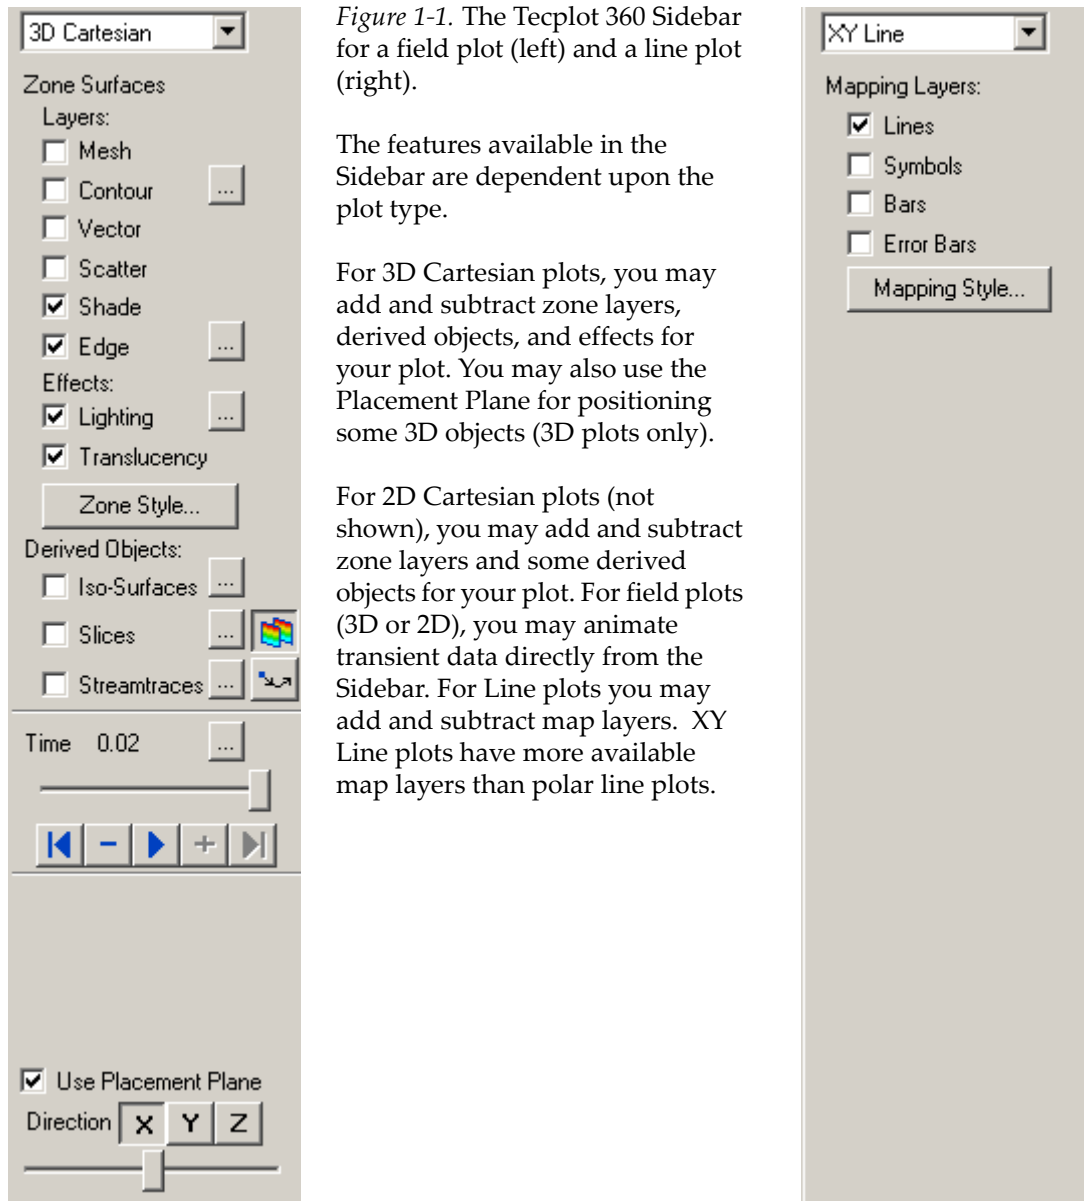 3D Cartesian
Zone Surfaces
Layers:
Mesh
Contour
...
Vector
Scatter
Shade
Edge
...
Effects:
Lighting
...
Translucency
Zone Style...
Derived Objects:
Iso-Surfaces
...
Slices
...
Streamtraces
...
Time 0.02
...
Use Placement Plane
Direction X Y Z
Figure 1-1. The Tecplot 360 Sidebar
for a field plot (left) and a line plot
(right).
The features available in the
Sidebar are dependent upon the
plot type.
For 3D Cartesian plots, you may
add and subtract zone layers,
derived objects, and effects for
your plot. You may also use the
Placement Plane for positioning
some 3D objects (3D plots only).
For 2D Cartesian plots (not
shown), you may add and subtract
zone layers and some derived
objects for your plot. For field plots
(3D or 2D), you may animate
transient data directly from the
Sidebar. For Line plots you may
add and subtract map layers. XY
Line plots have more available
map layers than polar line plots.
XY Line
Mapping Layers:
Lines
Symbols
Bars
Error Bars
Mapping Style...